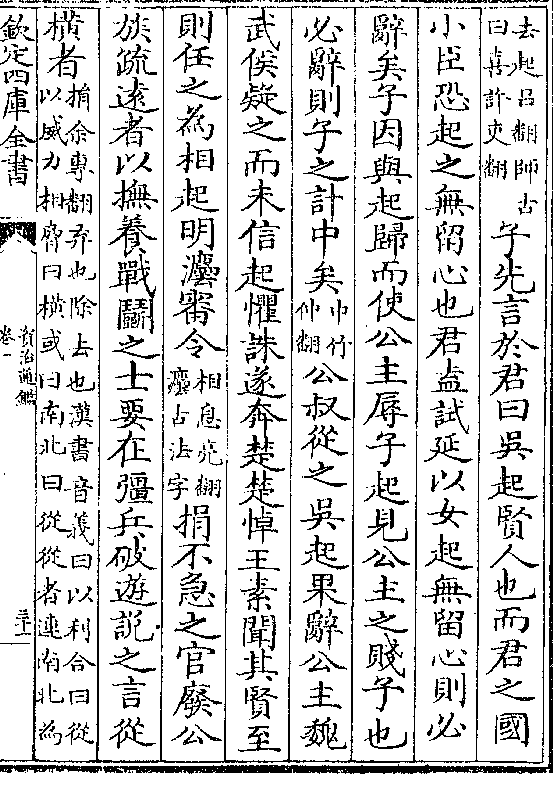 去起呂翻師古
曰喜許吏翻
子先言於君曰吳起賢人也而君之國
小臣恐起之無留心也君盍試延以女起無留心則必
辭矣子因與起歸而使公主辱子起見公主之賤子也
必辭則子之計中矣
中竹
仲翻
公叔從之吳起果辭公主魏
武侯疑之而未信起懼誅遂奔楚楚悼王素聞其賢至
則任之為相起明灋審令
相息亮翻
灋古法字
捐不急之官廢公
族疏遠者以撫養戰鬭之士要在彊兵破遊說之言從
橫者
捐余專翻弃也除去也漢書音義曰以利合曰從
以威力相脅曰橫或曰南北曰從從者連南北為
欽定四庫全書
資治通鑑
卷一
三十二